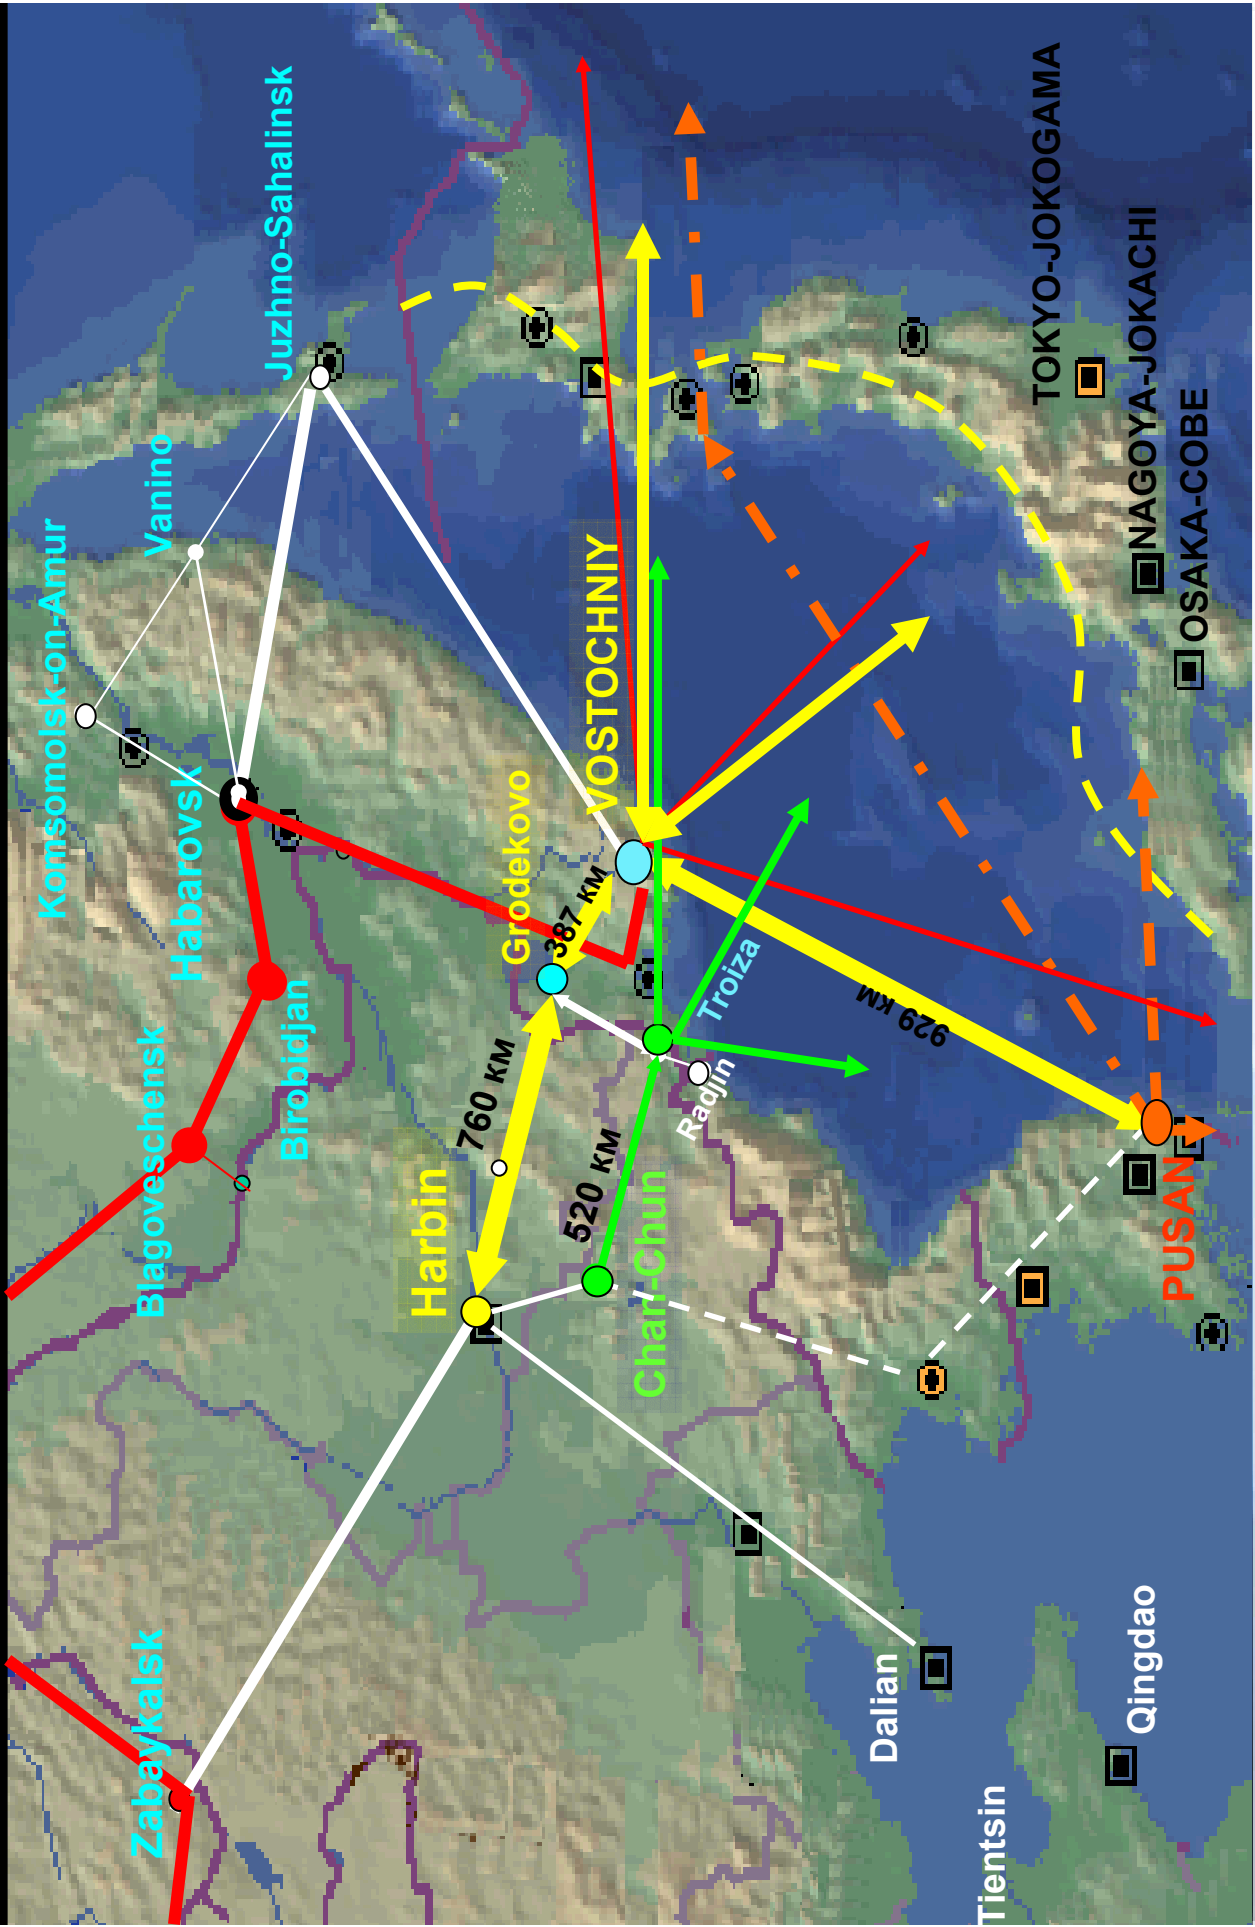 Komsomolsk-on-Amur
Vanino
Juzhno-Sahalinsk
Habarovsk
Blagoveschensk
Birobidjan
Zabaykalsk
Grodekovo
VOSTOCHNIY
387 км
760 км
Harbin
520 км
Chan-Chun
Troiza
Radjin
929 км
PUSAN
TOKYO-JOKOGAMA
NAGOYA-JOKACHI
OSAKA-COBE
Dalian
Qingdao
Tientsin